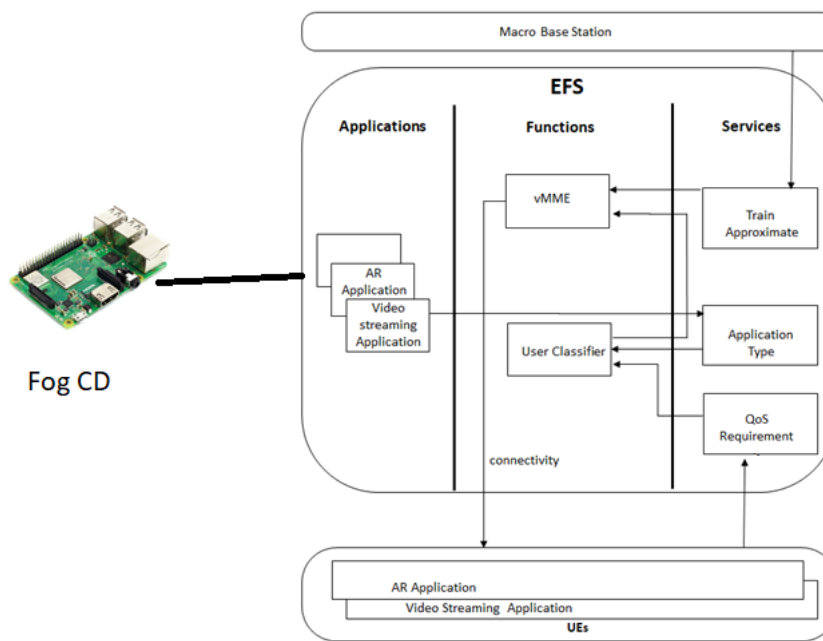 Macro Base Station
EFS
Applications
Functions
Services
vMME
Train
Approximate
AR
Application
Video
streaming
Application
User Classifier
Application
Type
QoS
Requirement
Fog CD
connectivity
AR Application
Video Streaming Application
UEs